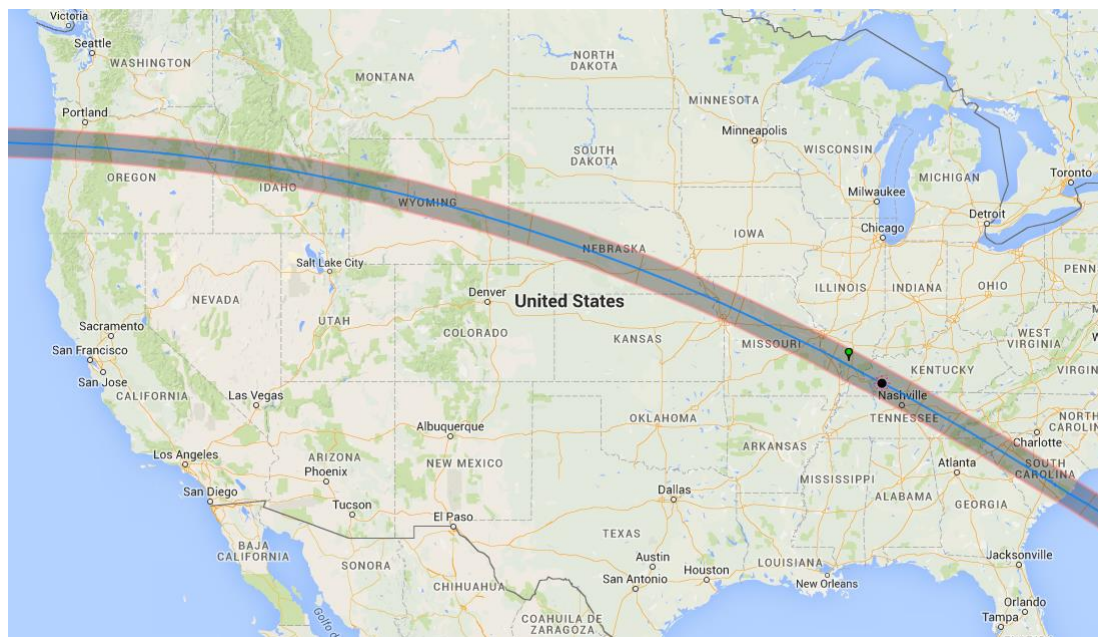 Victoria
Seattle
WASHINGTON
MONTANA
NORTH
DAKOTA
MINNESOTA
Portland
Minneapolis
WISCONSIN
SOUTH
DAKOTA
MICHIGAN
Toronto
OREGON
IDAHO
WYOMING
Milwaukee
Detroit
Chicago
IOWA
NEBRASKA
Salt Lake City
NEVADA
Denver
United States
ILLINOIS
INDIANA
OHIO
PENN
UTAH
COLORADO
KANSAS
MISSOURI
WEST
VIRGINIA
Sacramento
San Francisco
San Jose
CALIFORNIA
Las Vegas
KENTUCKY
VIRGIN
Nashville
TENNESSEE
NORTH
CAROLIN
Charlotte
Albuquerque
OKLAHOMA
ARKANSAS
Los Angeles
ARIZONA
Phoenix
NEW MEXICO
Atlanta
SOUTH
CAROLINA
MISSISSIPPI
ALABAMA
GEORGIA
San Diego
Tucson
Dallas
El Paso
TEXAS
BAJA
CALIFORNIA
SONORA
CHIHUAHUA
Austin
San Antonio
Houston
LOUISIANA
New Orleans
Jacksonville
Orlando
Tampa
COAHUILA DE
ZARAGOZA
Golfo d